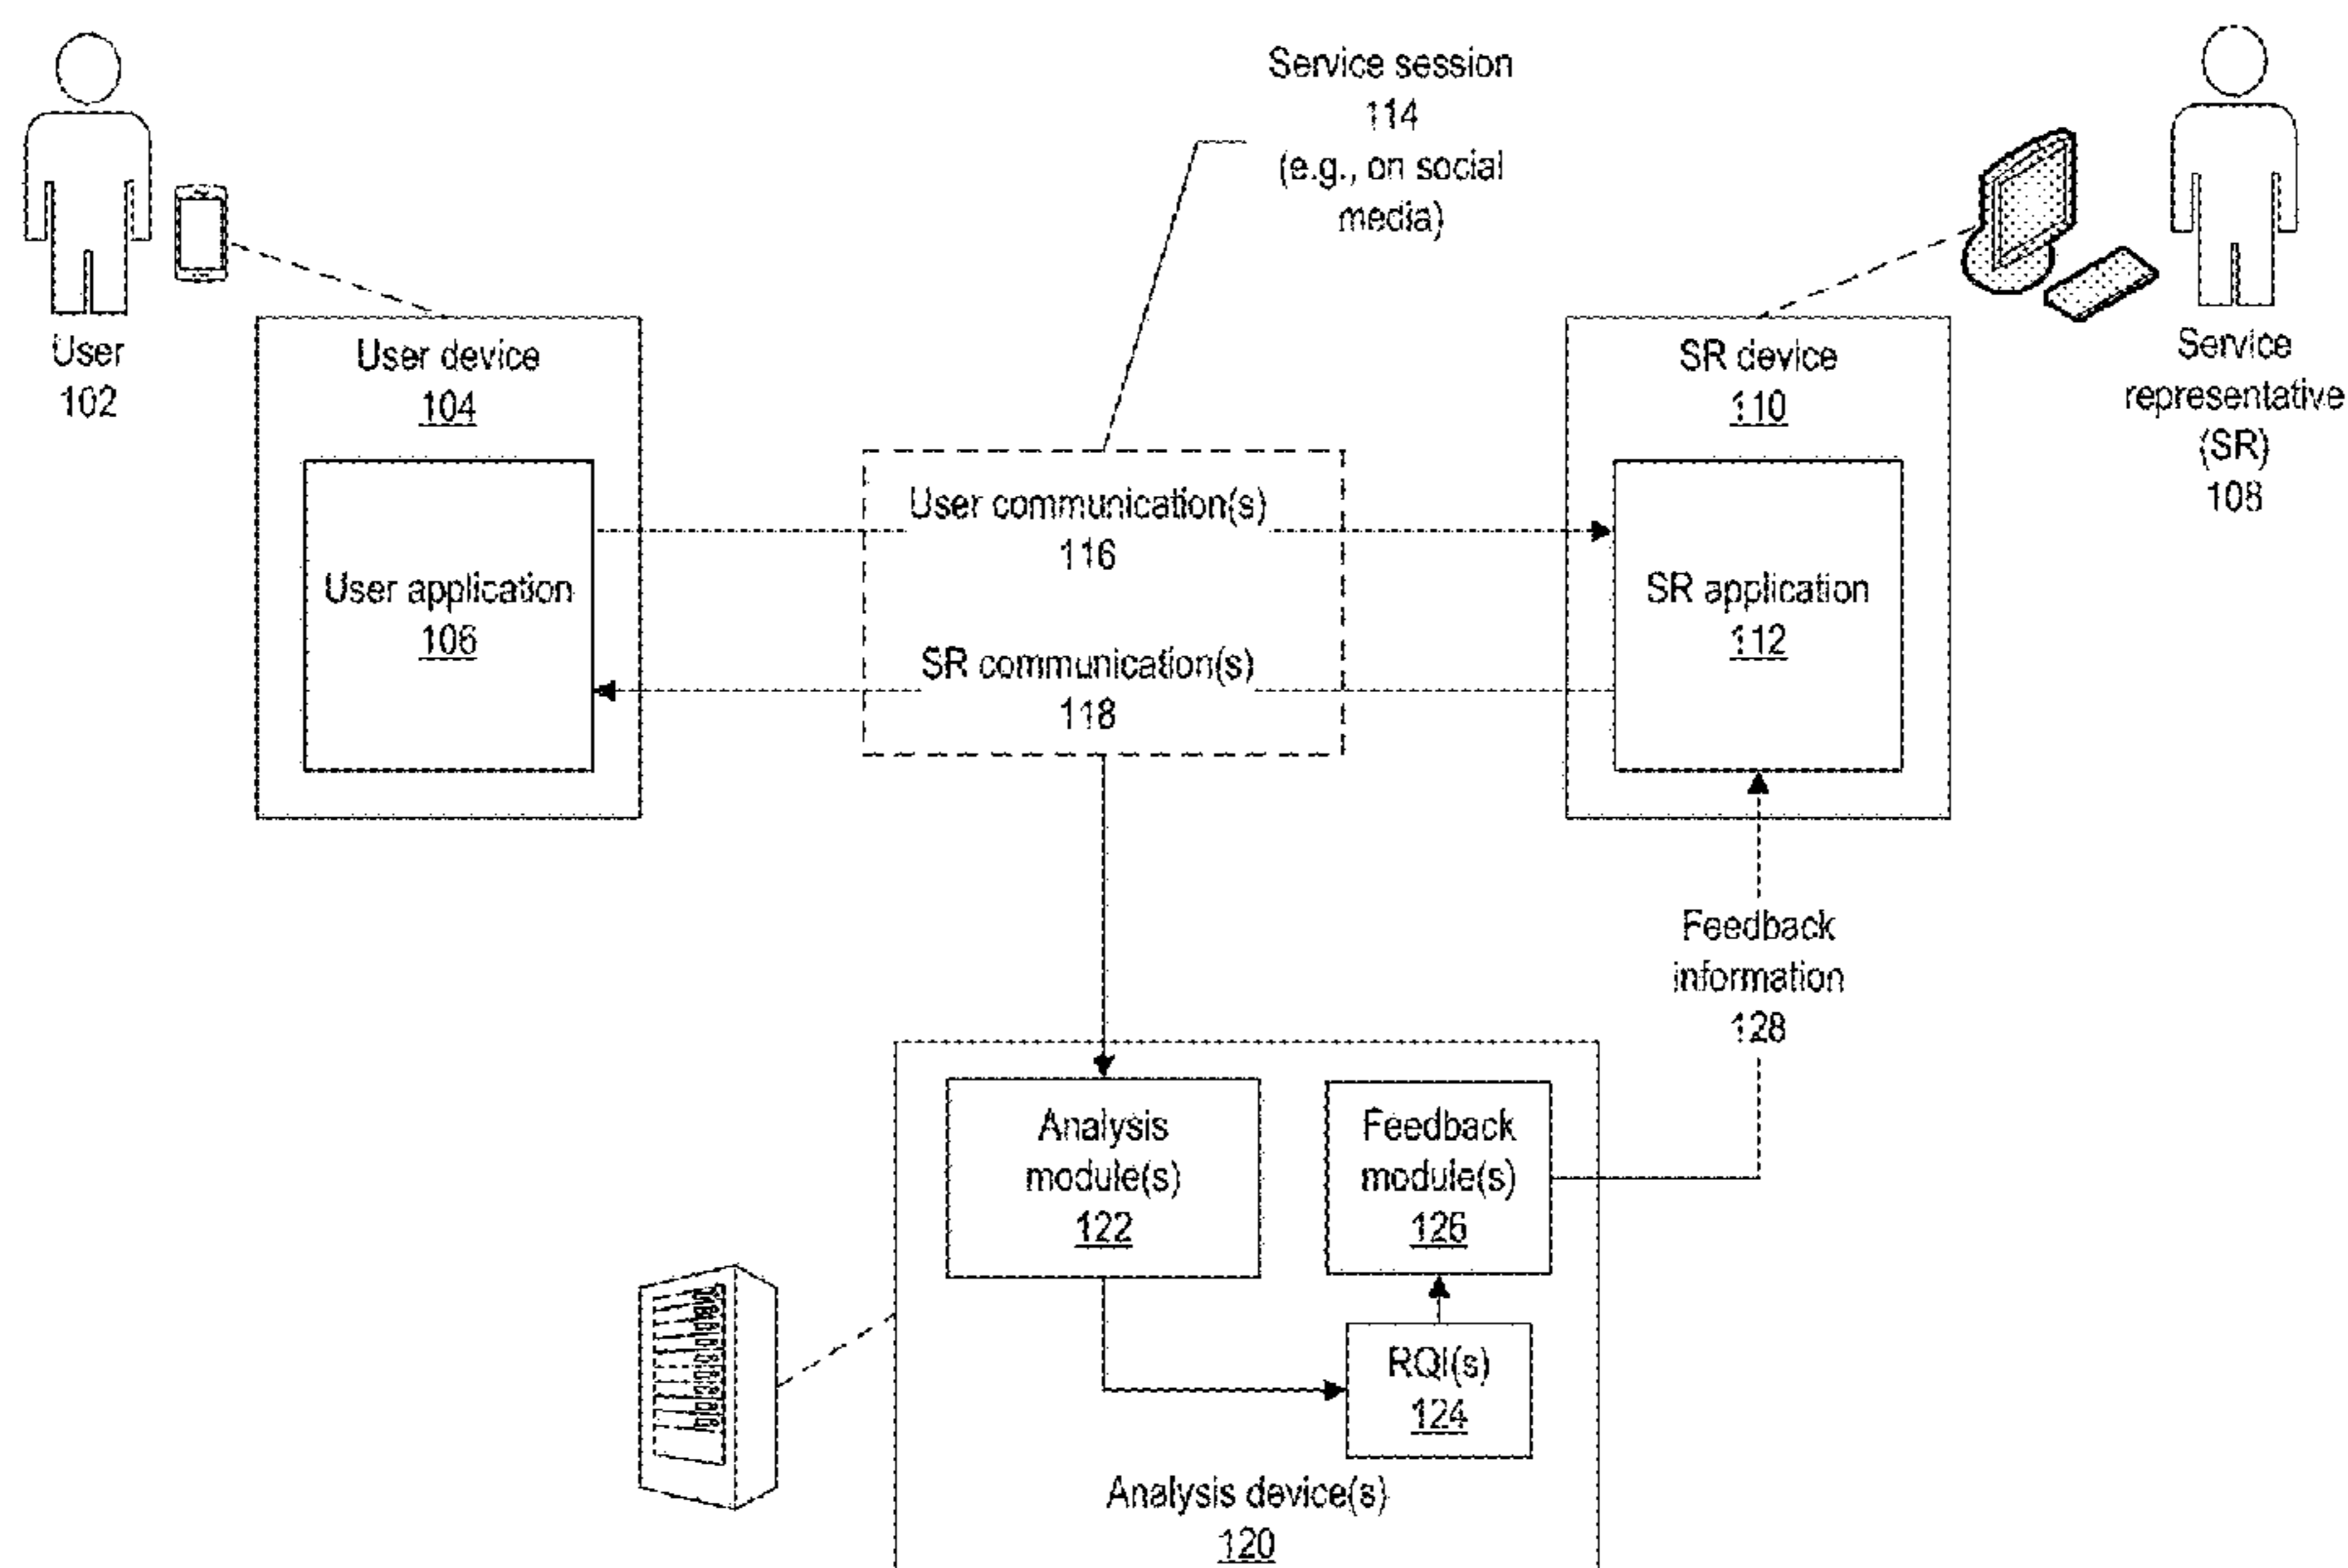 Service session
114
(e.g., on social
media)
User
102
User device
104
SR device
110
Service
representative
(SR)
108
User communication(s)
116
User application
106
SR application
112
SR communication(s)
118
Feedback
information
128
Analysis
module(s)
122
Feedback
module(s)
126
RQI(s)
124
Analysis device(s)
120